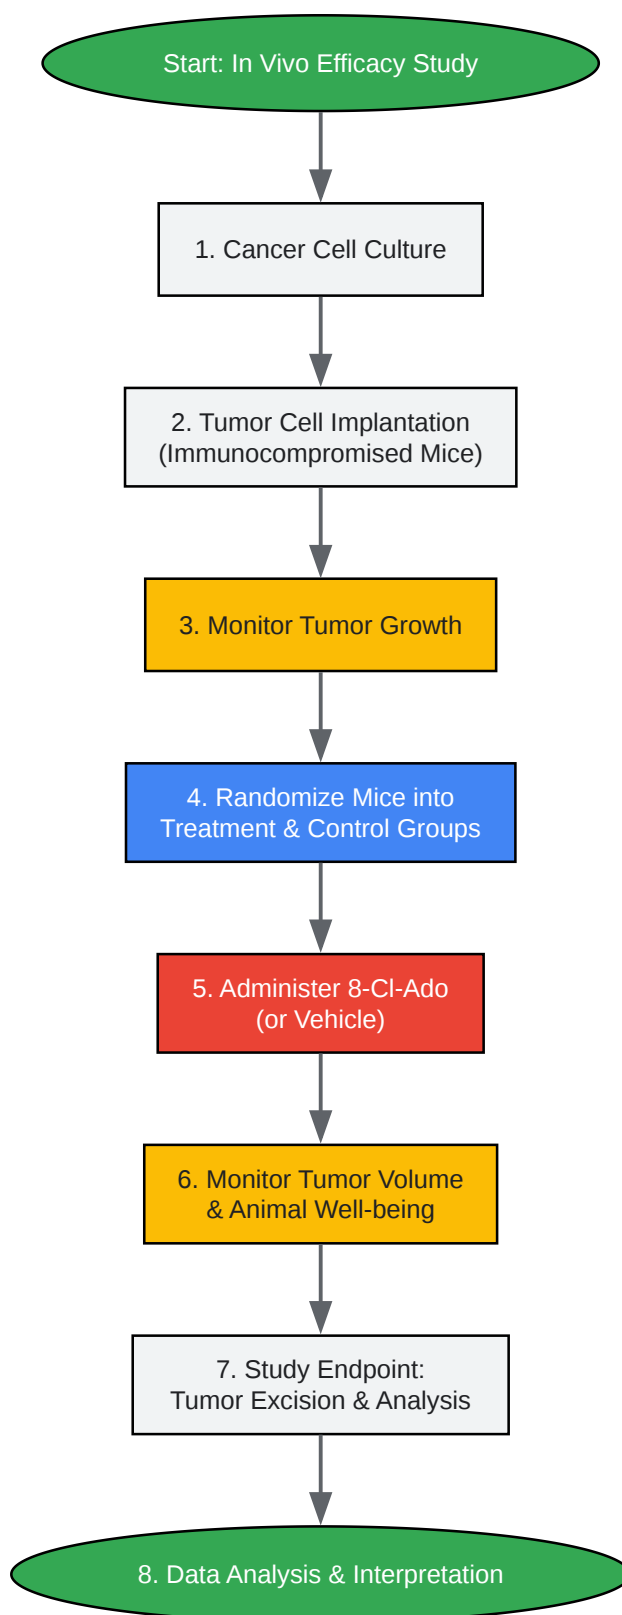 Start: In Vivo Efficacy Study
1. Cancer Cell Culture
2. Tumor Cell Implantation
(Immunocompromised Mice)
3. Monitor Tumor Growth
4. Randomize Mice into
Treatment & Control Groups
5. Administer 8-Cl-Ado
(or Vehicle)
6. Monitor Tumor Volume
& Animal Well-being
7. Study Endpoint:
Tumor Excision & Analysis
8. Data Analysis & Interpretation